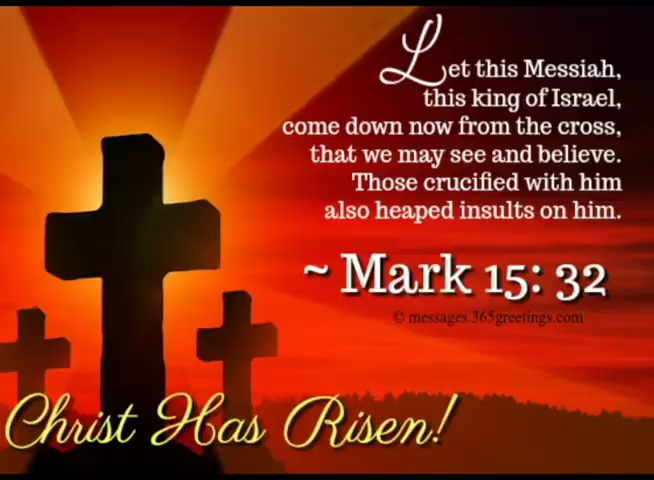 Let this Messiah,
this king of Israel,
come down now from the cross,
that we may see and believe.
Those crucified with him
also heaped insults on him.
~ Mark 15: 32
© messages.365greetings.com
Christ Has Risen!